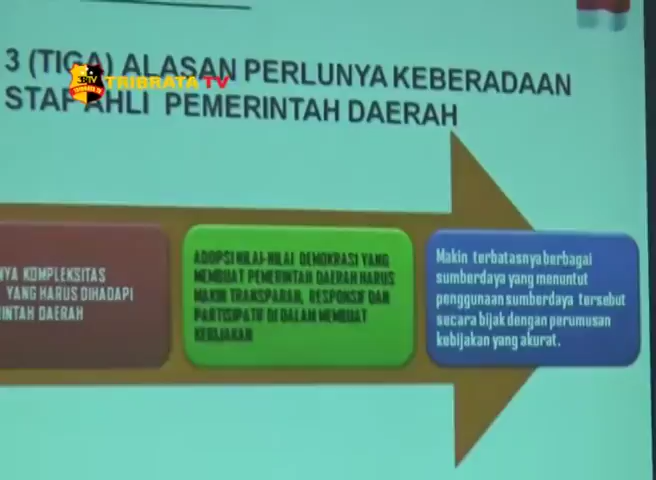 3 (TIGA) ALASAN PERLUNYA KEBERADAAN
STAF AHLI PEMERINTAH DAERAH
TRIBRATA TV
NYA KOMPLEKSITAS
YANG HARUS DIHADAPI
INTAH DAERAH
ADOPSI NILAI-NILAI DEMOKRASI YANG
MEMBUAT PEMERINTAH DAERAH HARUS
MAKIN TRANSPARAN, RESPONSIF DAN
PARTISIPATIF DI DALAM MEMBUAT
KEBIJAKAN
Makin terbatasnya berbagai
sumberdaya yang menuntut
penggunaan sumberdaya tersebut
secara bijak dengan perumusan
kebijakan yang akurat.